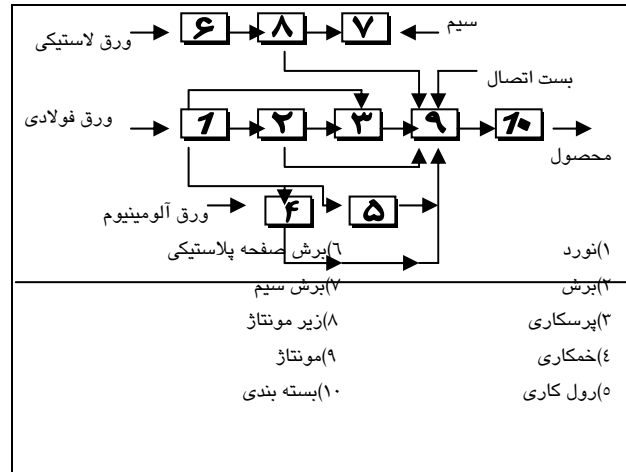 سیم
۶ ۸ ۷
ورق لاستیکی
بست اتصال
ورق فولادی
۱ ۲ ۳ ۹ ۱۰
محصول
ورق آلومینیوم
۴ ۵
۱)نورد ۶)برش صفحه پلاستیکی
۲)برش ۷)برش سیم
۳)پرسکاری ۸)زیر مونتاژ
۴)خمکاری ۹)مونتاژ
۵)رول کاری ۱۰)بسته بندی